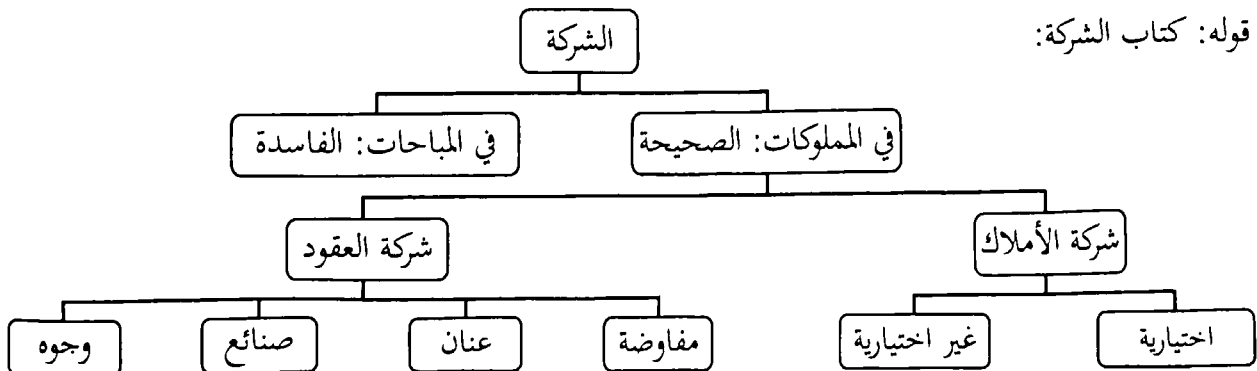 قوله: كتاب الشركة:
الشركة
في المملوكات: الصحيحة
في المباحات: الفاسدة
شركة الأملاك
شركة العقود
اختيارية
غير اختيارية
مفاوضة
عنان
صنائع
وجوه